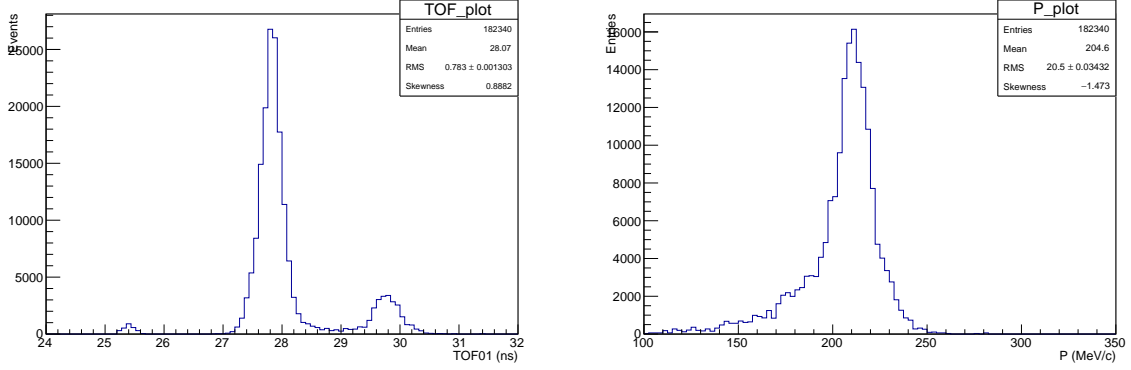 TOF_plot
Entries 182340
Mean 28.07
RMS 0.783 ± 0.001303
Skewness 0.8882
Events
25000
20000
15000
10000
5000
0
24 25 26 27 28 29 30 31 32
TOF01 (ns)
P_plot
Entries 182340
Mean 204.6
RMS 20.5 ± 0.03432
Skewness −1.473
Entries
16000
14000
12000
10000
8000
6000
4000
2000
0
100 150 200 250 300 350
P (MeV/c)